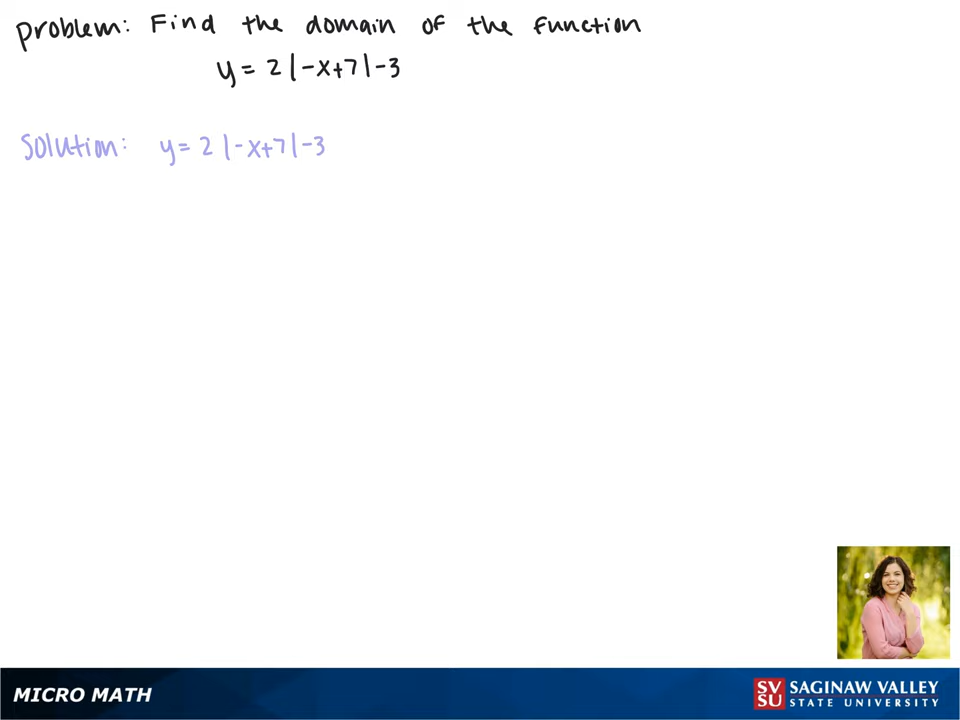 problem: Find the domain of the function
y = 2|-x+7|-3
Solution: y = 2|-x+7|-3
MICRO MATH
SV SU SAGINAW VALLEY
STATE UNIVERSITY